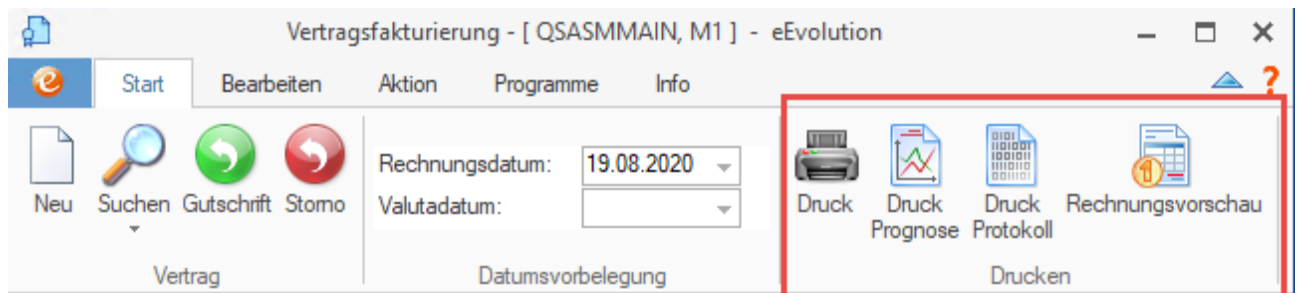 Vertragsfakturierung - [ QSASMMAIN, M1 ] - eEvolution
e Start Bearbeiten Aktion Programme Info ?
Neu Suchen Gutschrift Storno
Rechnungsdatum: 19.08.2020
Valutadatum:
Druck Druck Prognose Druck Protokoll Rechnungsvorschau
Vertrag Datumsvorbelegung Drucken